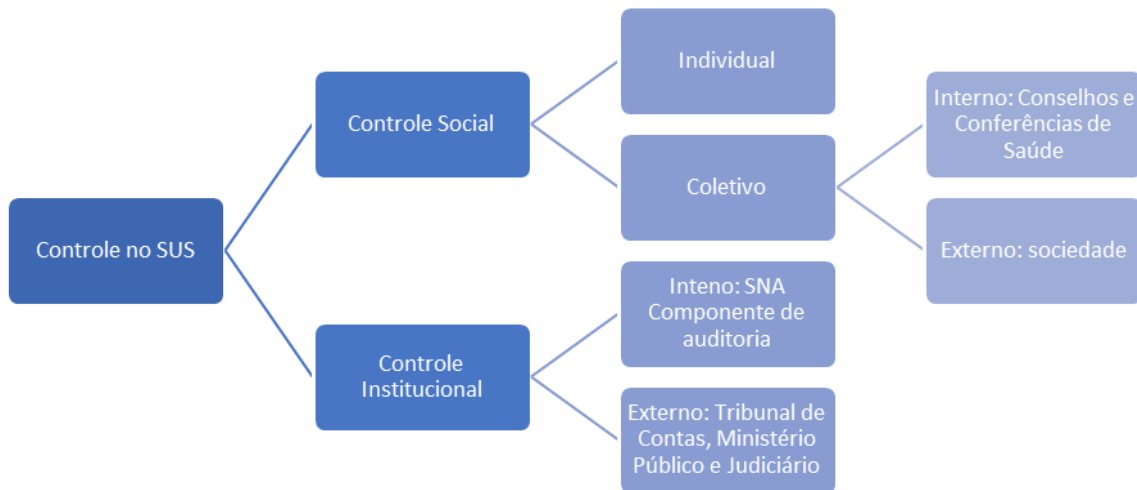 Controle no SUS
Controle Social
Individual
Coletivo
Interno: Conselhos e
Conferências de
Saúde
Externo: sociedade
Controle
Institucional
Inteno: SNA
Componente de
auditoria
Externo: Tribunal de
Contas, Ministério
Público e Judiciário